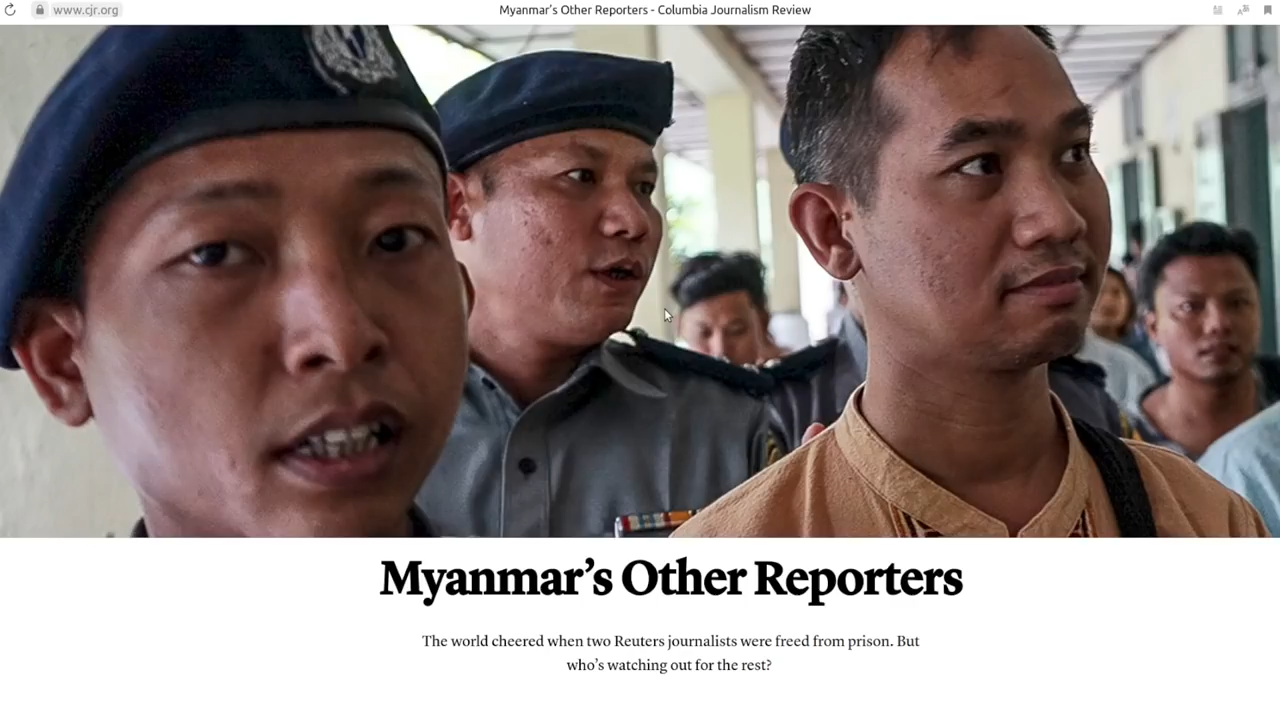 www.cjr.org
Myanmar's Other Reporters - Columbia Journalism Review
Myanmar’s Other Reporters
The world cheered when two Reuters journalists were freed from prison. But
who’s watching out for the rest?